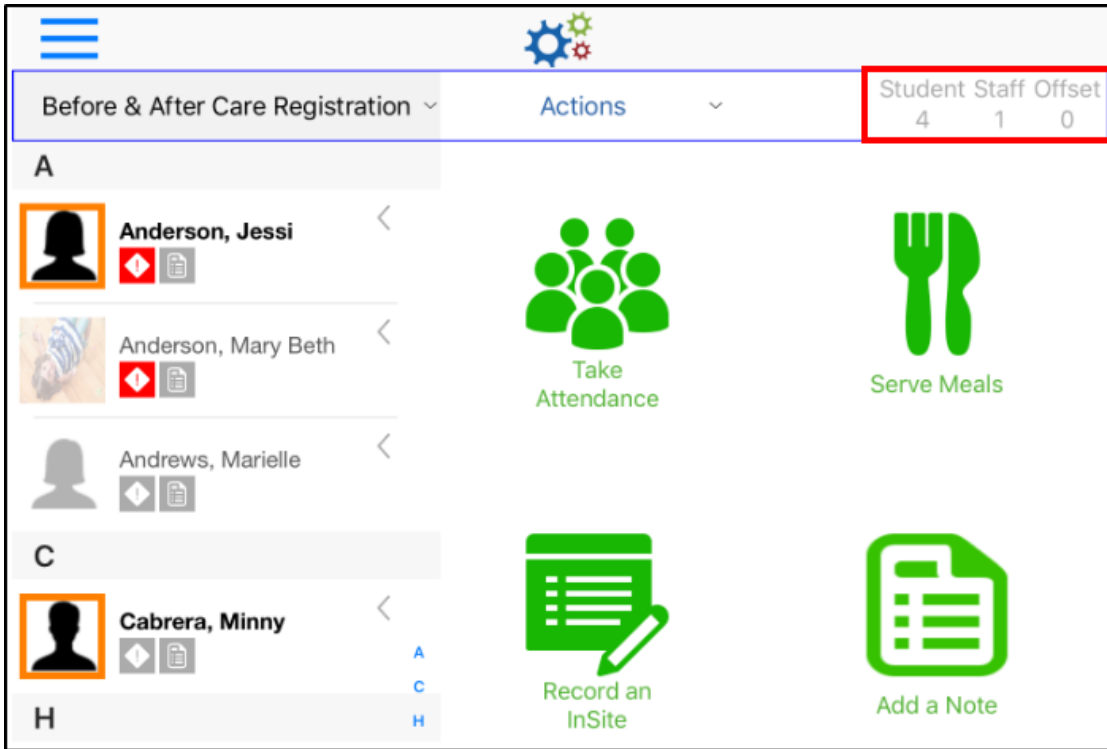 Before & After Care Registration Actions Student Staff Offset
4 1 0
A
Anderson, Jessi
Anderson, Mary Beth
Andrews, Marielle
C
Cabrera, Minny
H
A
C
H
Take
Attendance
Serve Meals
Record an
InSite
Add a Note